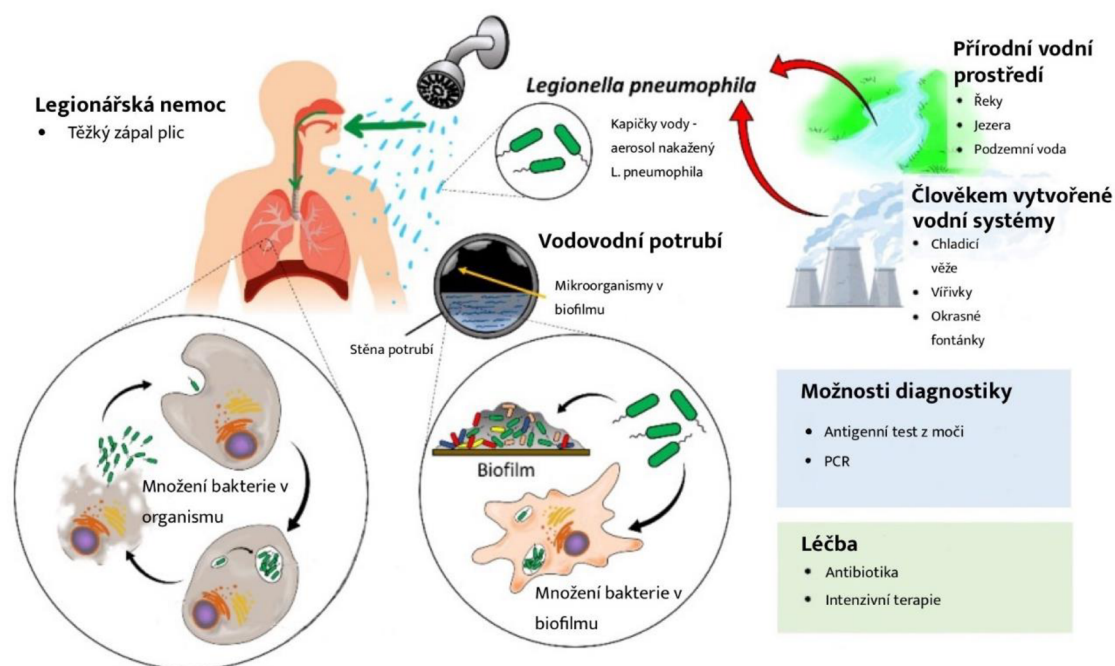 Legionářská nemoc
• Těžký zápal plic
Legionella pneumophila
Kapičky vody -
aerosol nakažený
L. pneumophila
Přírodní vodní
prostředí
• Řeky
• Jezera
• Podzemní voda
Člověkem vytvořené
vodní systémy
• Chladicí
věže
• Vířivky
• Okrasné
fontánky
Vodovodní potrubí
Mikroorganismy v
biofilmu
Stěna potrubí
Množení bakterie v
organismu
Biofilm
Množení bakterie v
biofilmu
Možnosti diagnostiky
• Antigenní test z moči
• PCR
Léčba
• Antibiotika
• Intenzivní terapie